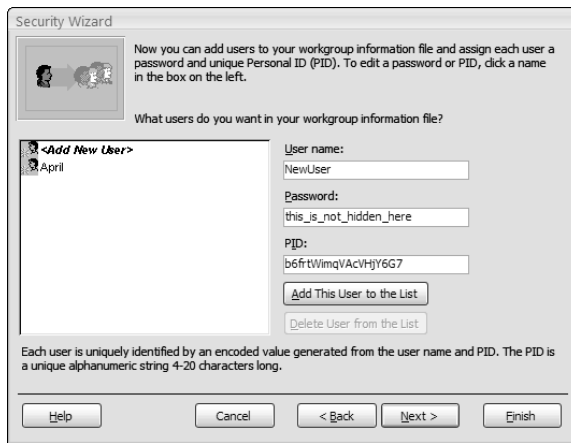 Security Wizard
Now you can add users to your workgroup information file and assign each user a
password and unique Personal ID (PID). To edit a password or PID, click a name
in the box on the left.
What users do you want in your workgroup information file?
<Add New User>
April
User name:
NewUser
Password:
this_is_not_hidden_here
PID:
b6frtWimqVAcVHjY6G7
Add This User to the List
Delete User from the List
Each user is uniquely identified by an encoded value generated from the user name and PID. The PID is
a unique alphanumeric string 4-20 characters long.
Help
Cancel
< Back
Next >
Finish